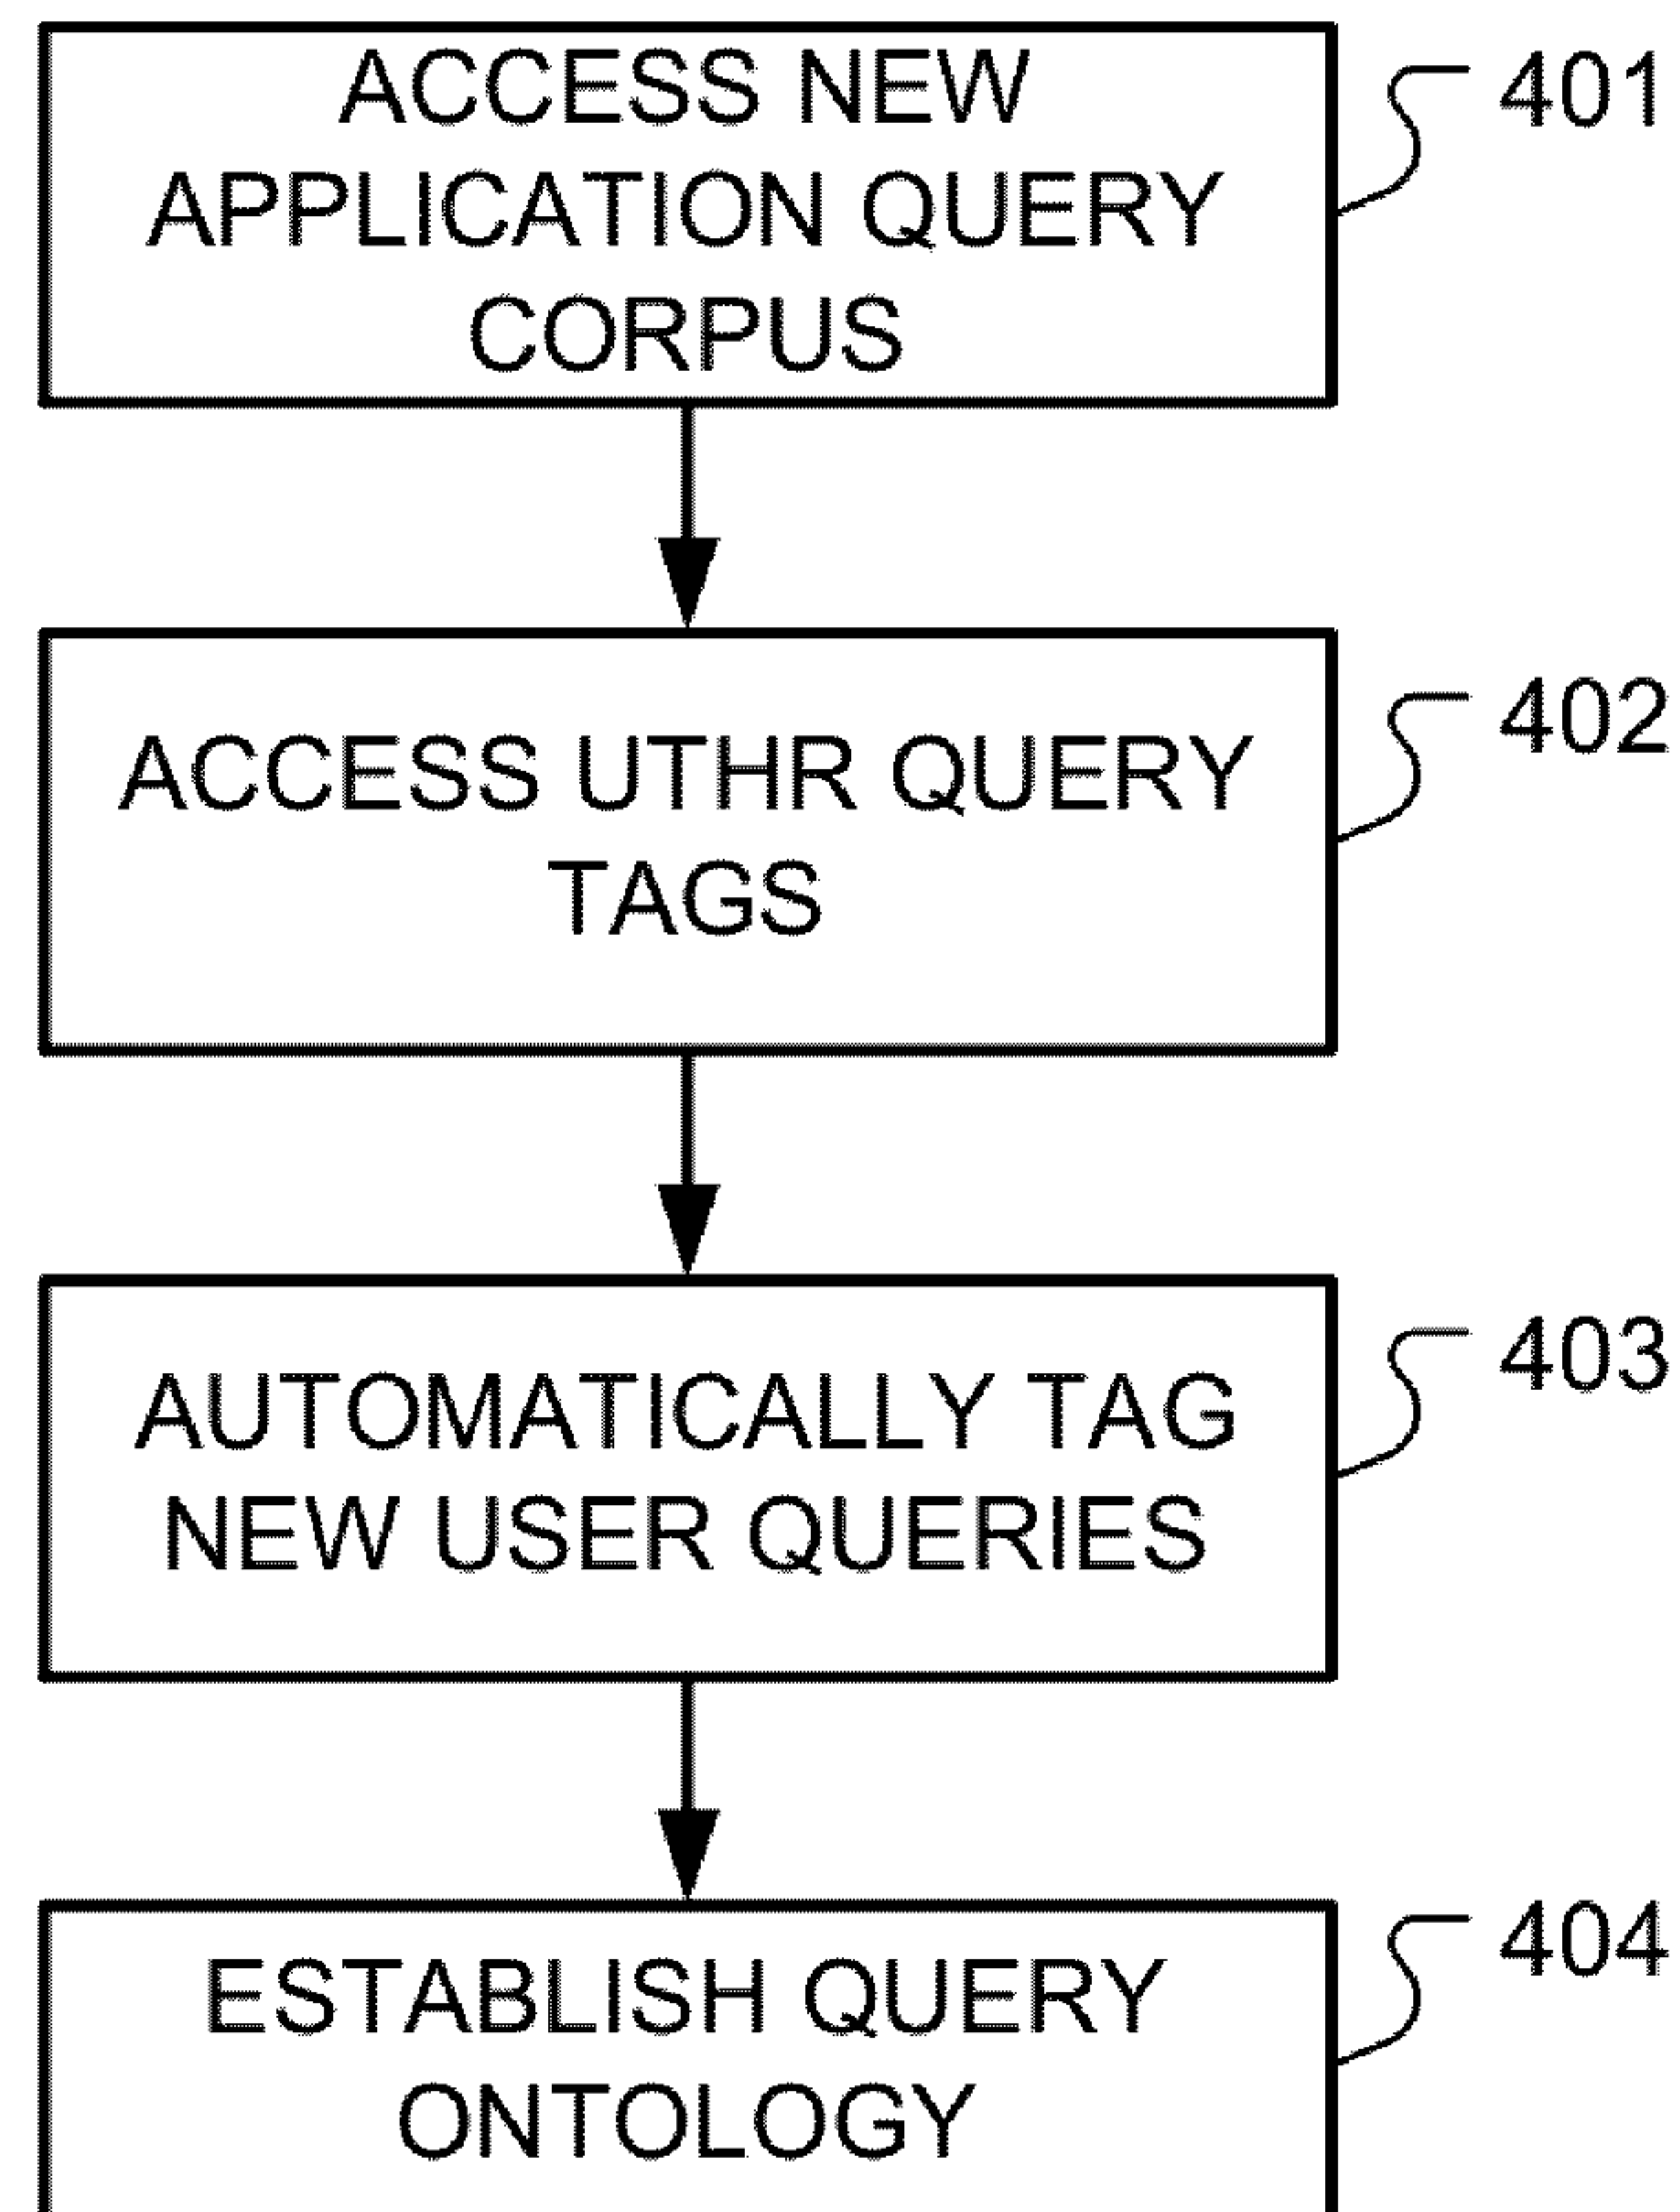 ACCESS NEW
APPLICATION QUERY
CORPUS
401
ACCESS UTHR QUERY
TAGS
402
AUTOMATICALLY TAG
NEW USER QUERIES
403
ESTABLISH QUERY
ONTOLOGY
404